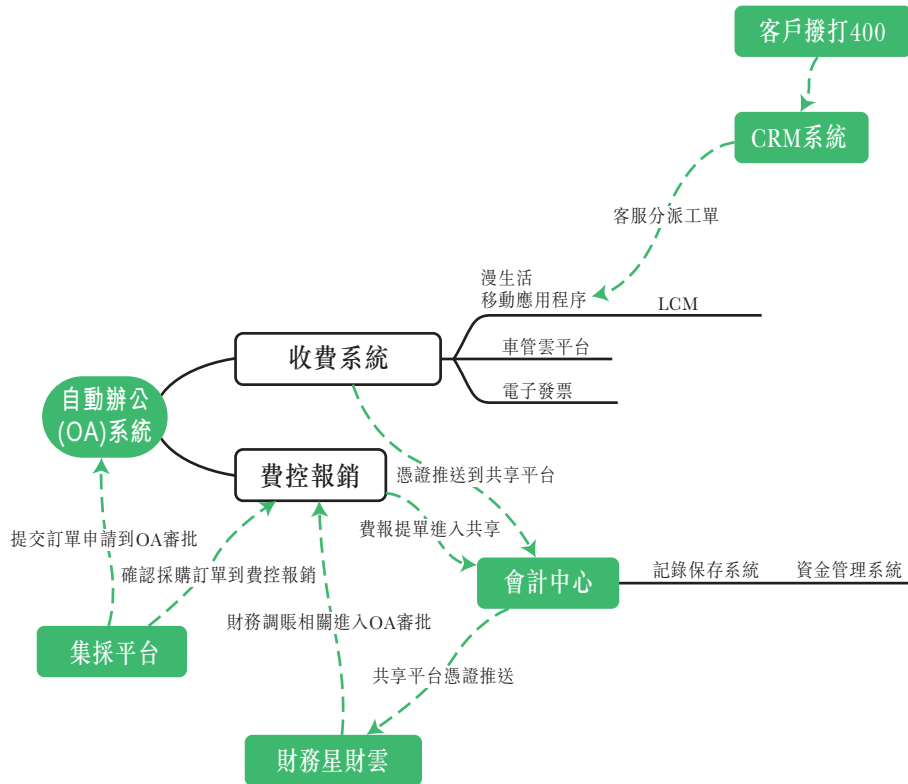 客戶撥打400
CRM系統
客服分派工單
漫生活
移動應用程序
LCM
收費系統
車管雲平台
電子發票
自動辦公
(OA)系統
費控報銷
憑證推送到共享平台
費報提單進入共享
提交訂單申請到OA審批
確認採購訂單到費控報銷
會計中心
記錄保存系統
資金管理系統
財務調賬相關進入OA審批
集採平台
共享平台憑證推送
財務星財雲